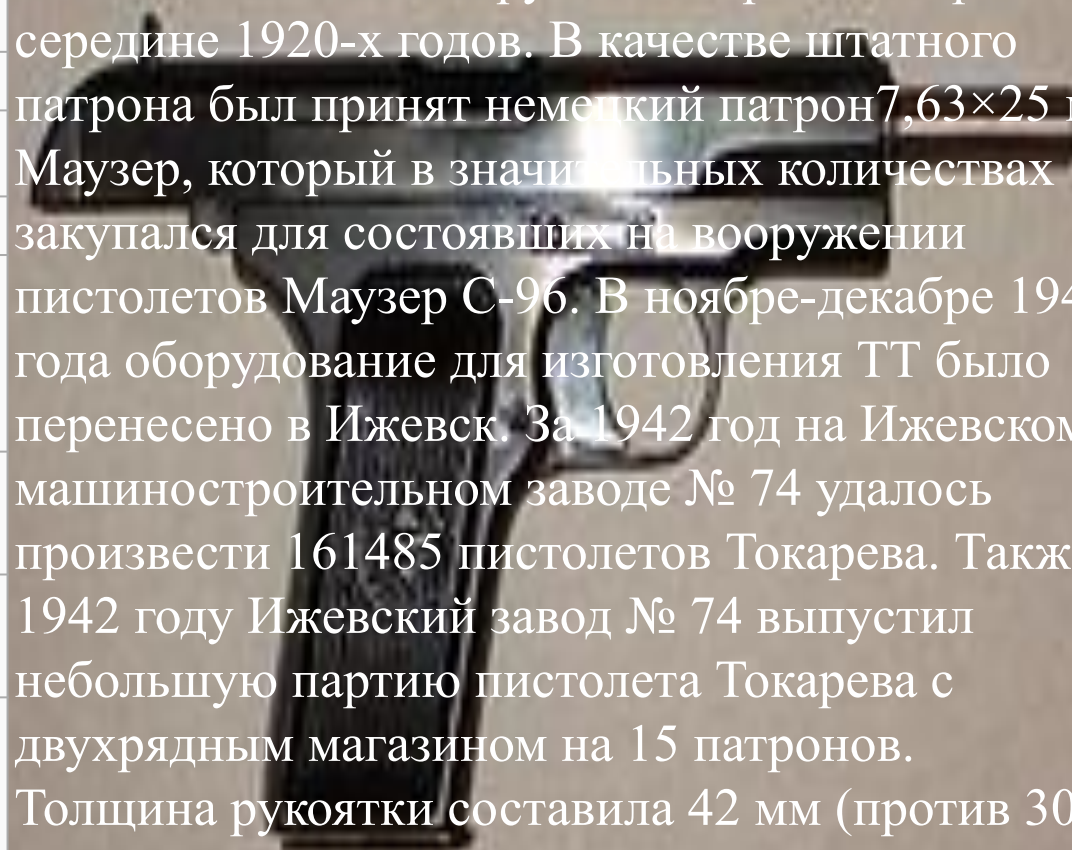 середине 1920-х годов. В качестве штатного
патрона был принят немецкий патрон7,63×25
Маузер, который в значительных количествах
закупался для состоявших на вооружении
пистолетов Маузер С-96. В ноябре-декабре 194
года оборудование для изготовления ТТ было
перенесено в Ижевск. За 1942 год на Ижевском
машиностроительном заводе № 74 удалось
произвести 161485 пистолетов Токарева. Такж
1942 году Ижевский завод № 74 выпустил
небольшую партию пистолета Токарева с
двухрядным магазином на 15 патронов.
Толщина рукоятки составила 42 мм (против 30